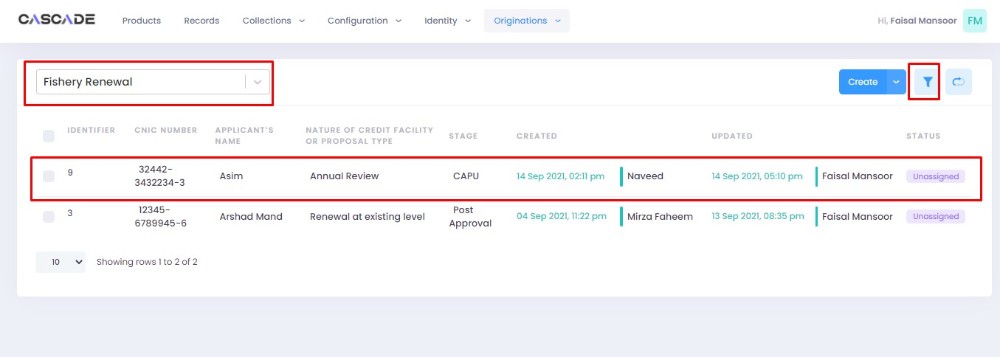 CASCADE Products Records Collections Configuration Identity Originations Hi, Faisal Mansoor FM
Fishery Renewal Create
IDENTIFIER CNIC NUMBER APPLICANT'S NAME NATURE OF CREDIT FACILITY OR PROPOSAL TYPE STAGE CREATED UPDATED STATUS
9 32442-3432234-3 Asim Annual Review CAPU 14 Sep 2021, 02:11 pm Naveed 14 Sep 2021, 05:10 pm Faisal Mansoor Unassigned
3 12345-6789945-6 Arshad Mand Renewal at existing level Post Approval 04 Sep 2021, 11:22 pm Mirza Faheem 13 Sep 2021, 08:35 pm Faisal Mansoor Unassigned
10 Showing rows 1 to 2 of 2